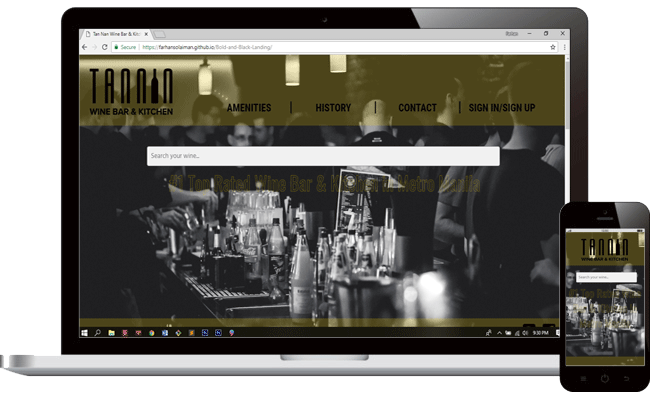 Tan Nan Wine Bar & Kitc
Secure https://farhansolaiman.github.io/Bold-and-Black-Landing/
TANNIN
WINE BAR & KITCHEN
AMENITIES HISTORY CONTACT SIGN IN/SIGN UP
Search your wine..
#1 Top Rated Wine Bar & Kitchen in Metro Manila
9:30 PM
TANNIN
WINE BAR & KITCHEN
Search your wine..